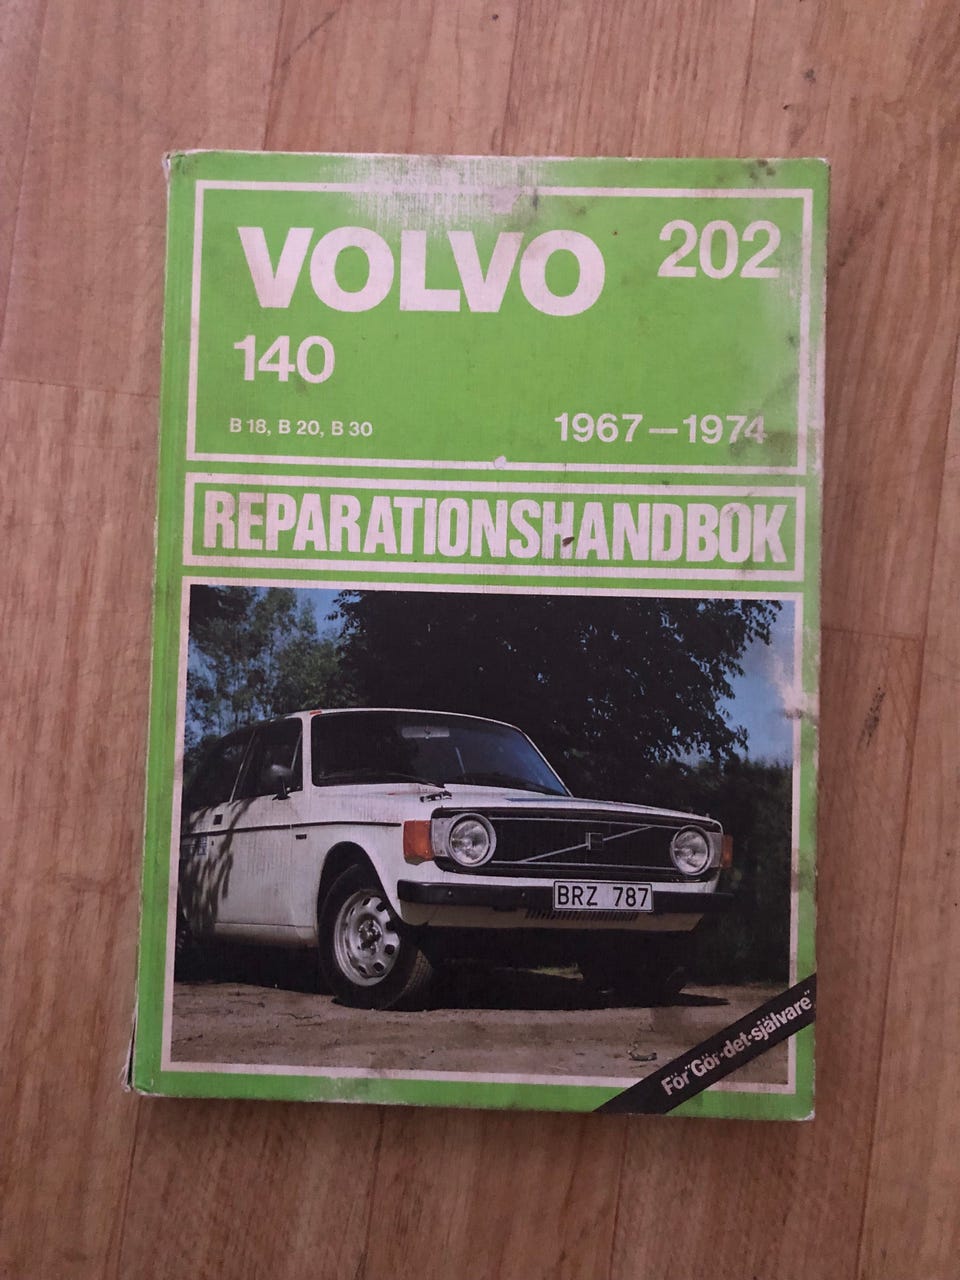 VOLVO 202
140
B 18, B 20, B 30 1967—1974
REPARATIONSHANDBOK
BRZ 787
För "Gör-det-självare"